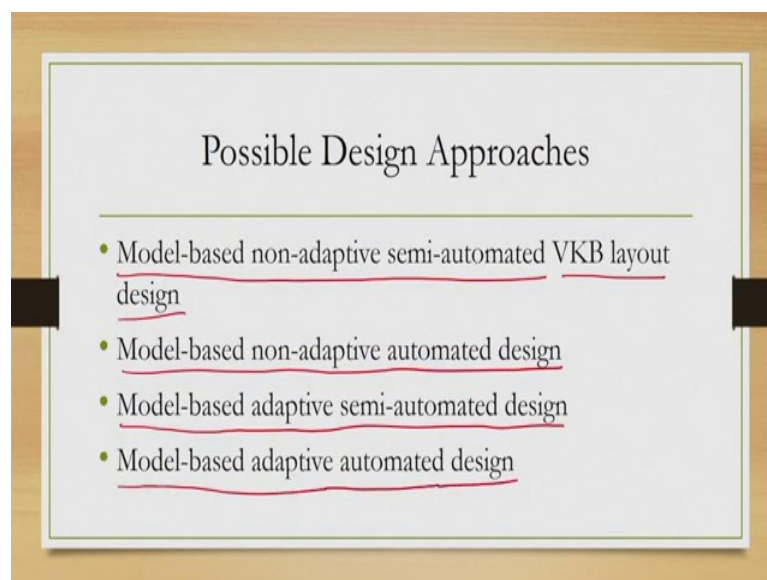 Possible Design Approaches
• Model-based non-adaptive semi-automated VKB layout
design
• Model-based non-adaptive automated design
• Model-based adaptive semi-automated design
• Model-based adaptive automated design